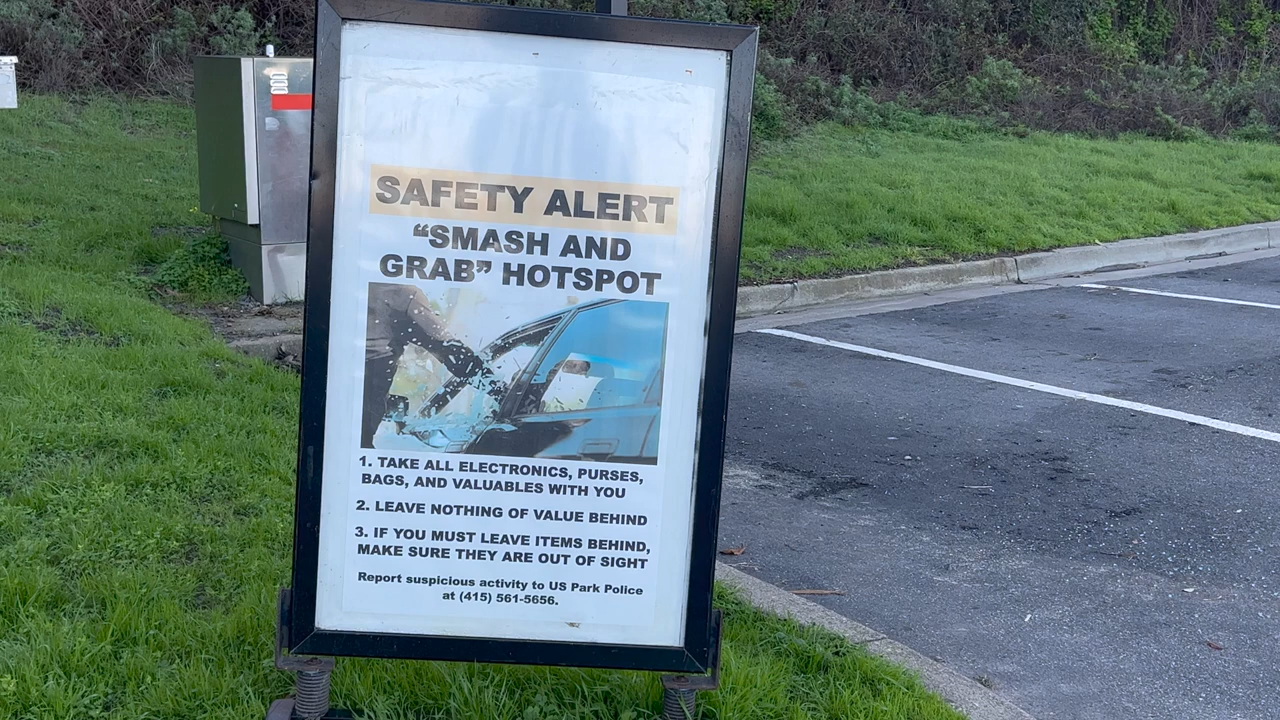 SAFETY ALERT
“SMASH AND
GRAB” HOTSPOT
1. TAKE ALL ELECTRONICS, PURSES,
BAGS, AND VALUABLES WITH YOU
2. LEAVE NOTHING OF VALUE BEHIND
3. IF YOU MUST LEAVE ITEMS BEHIND,
MAKE SURE THEY ARE OUT OF SIGHT
Report suspicious activity to US Park Police
at (415) 561-5656.